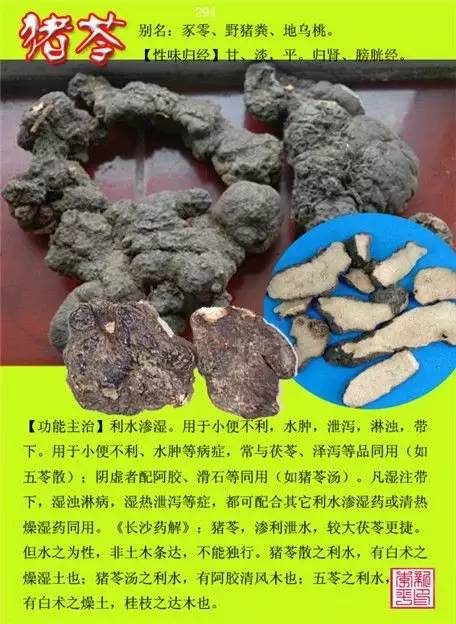 294
猪苓
别名：豕零、野猪粪、地乌桃。
【性味归经】甘、淡，平。归肾、膀胱经。
【功能主治】利水渗湿。用于小便不利，水肿，泄泻，淋浊，带
下。用于小便不利、水肿等病症，常与茯苓、泽泻等品同用（如
五苓散）；阴虚者配阿胶、滑石等同用（如猪苓汤）。凡湿注带
下，湿浊淋病，湿热泄泻等症，都可配合其它利水渗湿药或清热
燥湿药同用。《长沙药解》：猪苓，渗利泄水，较大茯苓更捷。
但水之为性，非土木条达，不能独行。猪苓散之利水，有白术之
燥湿土也；猪苓汤之利水，有阿胶清风木也；五苓之利水，
有白术之燥土，桂枝之达木也。